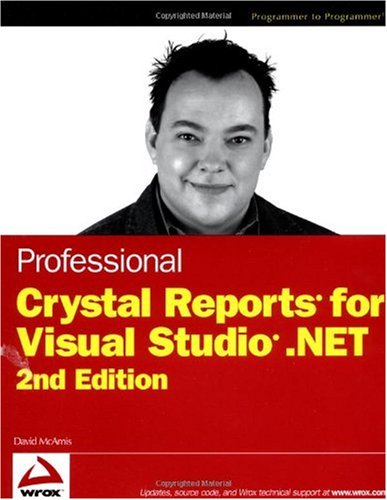 Copyrighted Material
Programmer to Programmer
Professional
Crystal Reports® for
Visual Studio® .NET
2nd Edition
David McAmis
wrox
Copyrighted Material
Updates, source code, and Wrox technical support at www.wrox.com